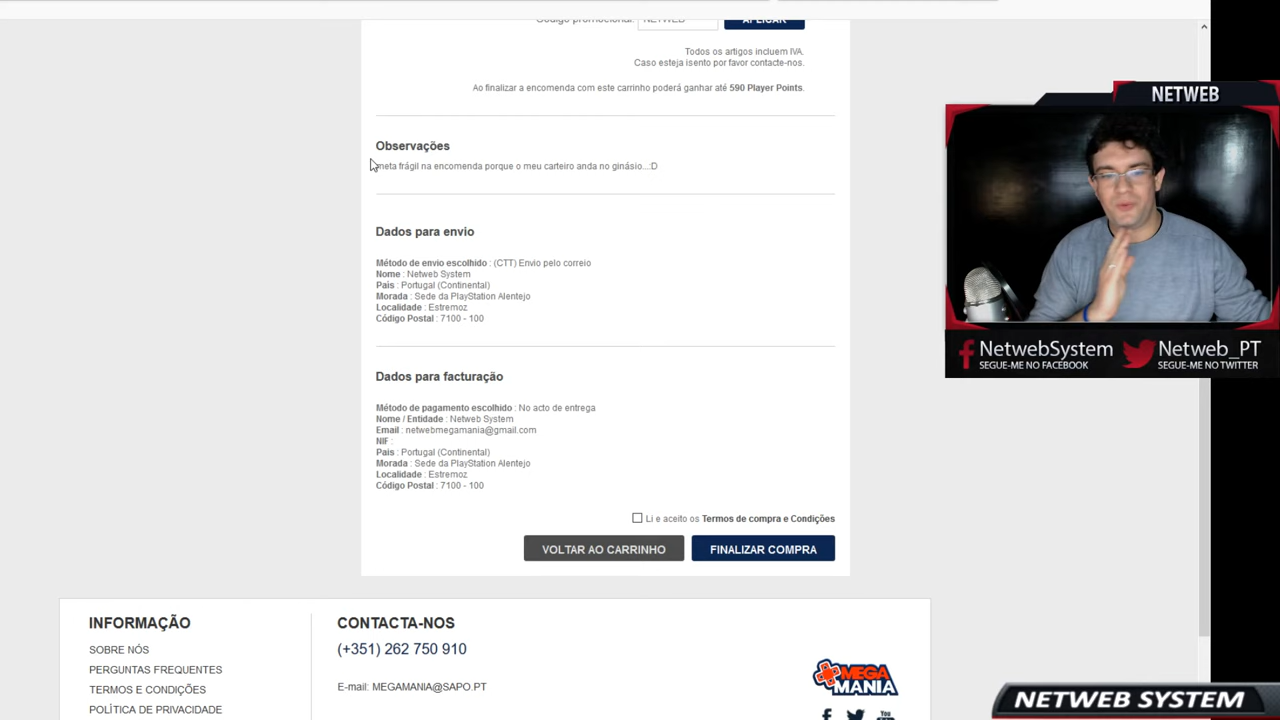 Código promocional:
NETWEB
APLICAR
Todos os artigos incluem IVA.
Caso esteja isento por favor contacte-nos.
Ao finalizar a encomenda com este carrinho poderá ganhar até 590 Player Points.
Observações
meta frágil na encomenda porque o meu carteiro anda no ginásio...:D
Dados para envio
Método de envio escolhido : (CTT) Envio pelo correio
Nome : Netweb System
País : Portugal (Continental)
Morada : Sede da PlayStation Alentejo
Localidade : Estremoz
Código Postal : 7100 - 100
Dados para facturação
Método de pagamento escolhido : No acto de entrega
Nome / Entidade : Netweb System
Email : netwebmegamania@gmail.com
NIF :
País : Portugal (Continental)
Morada : Sede da PlayStation Alentejo
Localidade : Estremoz
Código Postal : 7100 - 100
Li e aceito os Termos de compra e Condições
VOLTAR AO CARRINHO
FINALIZAR COMPRA
INFORMAÇÃO
SOBRE NÓS
PERGUNTAS FREQUENTES
TERMOS E CONDIÇÕES
POLÍTICA DE PRIVACIDADE
CONTACTA-NOS
(+351) 262 750 910
E-mail: MEGAMANIA@SAPO.PT
MEGA
MANIA
You
NETWEB
NetwebSystem
SEGUE-ME NO FACEBOOK
Netweb_PT
SEGUE-ME NO TWITTER
NETWEB SYSTEM